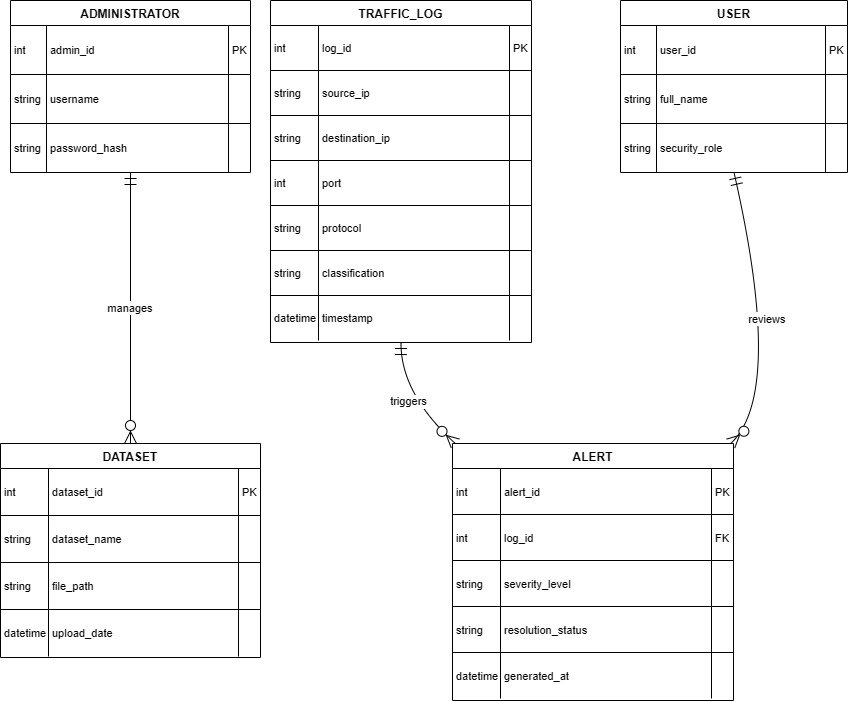 ADMINISTRATOR
int admin_id PK
string username
string password_hash
TRAFFIC_LOG
int log_id PK
string source_ip
string destination_ip
int port
string protocol
string classification
datetime timestamp
USER
int user_id PK
string full_name
string security_role
manages
triggers
reviews
DATASET
int dataset_id PK
string dataset_name
string file_path
datetime upload_date
ALERT
int alert_id PK
int log_id FK
string severity_level
string resolution_status
datetime generated_at